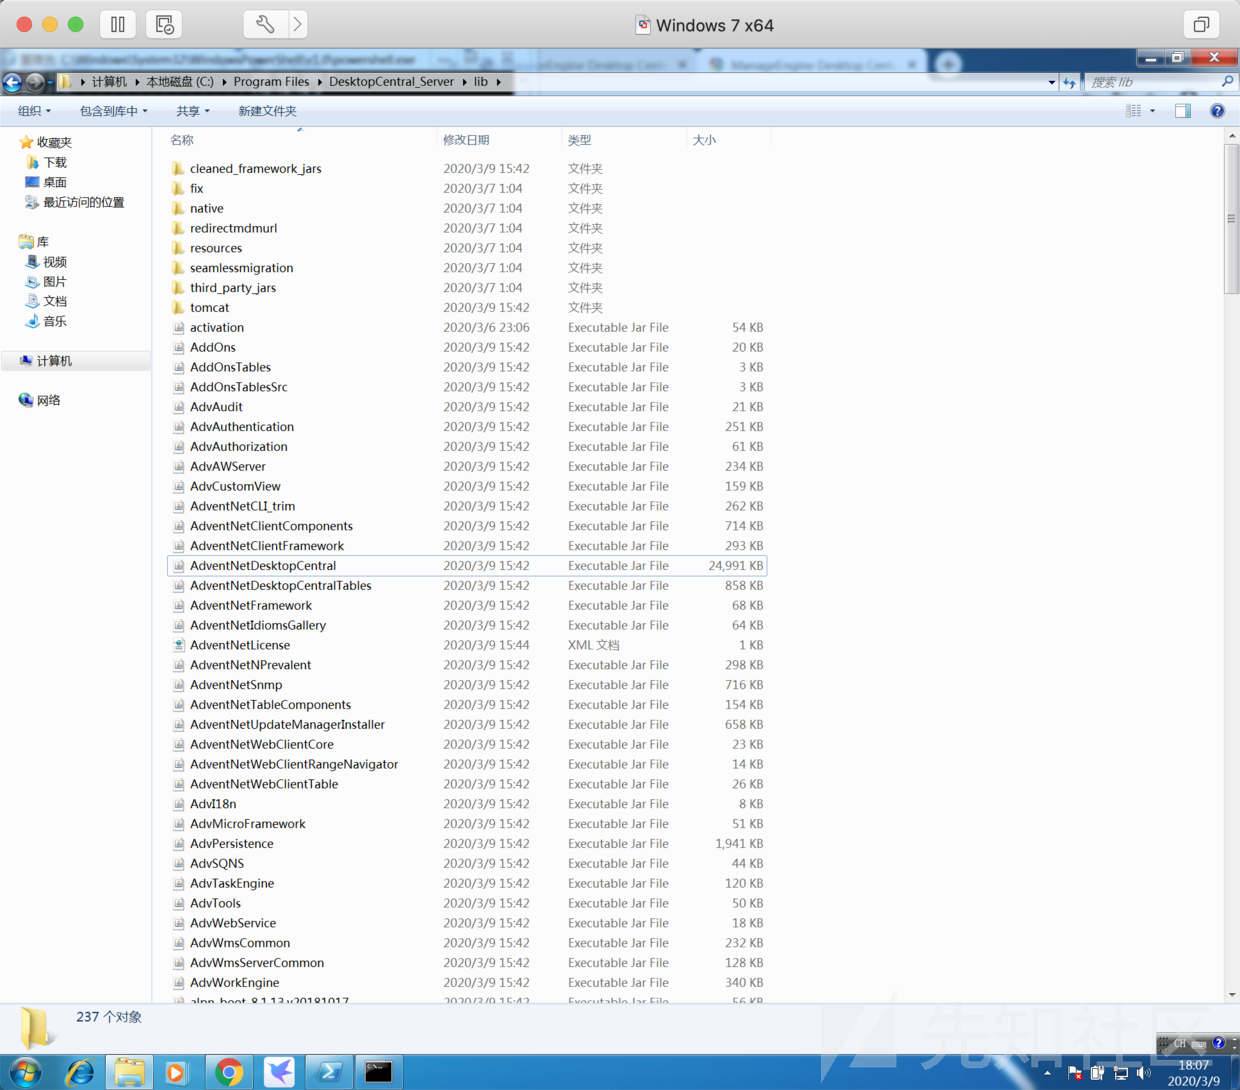 Windows 7 x64
计算机 本地磁盘 (C:) Program Files DesktopCentral_Server lib
搜索 lib
组织 包含到库中 共享 新建文件夹
收藏夹
下载
桌面
最近访问的位置
库
视频
图片
文档
音乐
计算机
网络
名称 修改日期 类型 大小
cleaned_framework_jars 2020/3/9 15:42 文件夹
fix 2020/3/7 1:04 文件夹
native 2020/3/7 1:04 文件夹
redirectmdmurl 2020/3/7 1:04 文件夹
resources 2020/3/7 1:04 文件夹
seamlessmigration 2020/3/7 1:04 文件夹
third_party_jars 2020/3/7 1:04 文件夹
tomcat 2020/3/9 15:42 文件夹
activation 2020/3/6 23:06 Executable Jar File 54 KB
AddOns 2020/3/9 15:42 Executable Jar File 20 KB
AddOnsTables 2020/3/9 15:42 Executable Jar File 3 KB
AddOnsTablesSrc 2020/3/9 15:42 Executable Jar File 3 KB
AdvAudit 2020/3/9 15:42 Executable Jar File 21 KB
AdvAuthentication 2020/3/9 15:42 Executable Jar File 251 KB
AdvAuthorization 2020/3/9 15:42 Executable Jar File 61 KB
AdvAWServer 2020/3/9 15:42 Executable Jar File 234 KB
AdvCustomView 2020/3/9 15:42 Executable Jar File 159 KB
AdventNetCLI_trim 2020/3/9 15:42 Executable Jar File 262 KB
AdventNetClientComponents 2020/3/9 15:42 Executable Jar File 714 KB
AdventNetClientFramework 2020/3/9 15:42 Executable Jar File 293 KB
AdventNetDesktopCentral 2020/3/9 15:42 Executable Jar File 24,991 KB
AdventNetDesktopCentralTables 2020/3/9 15:42 Executable Jar File 858 KB
AdventNetFramework 2020/3/9 15:42 Executable Jar File 68 KB
AdventNetIdiomsGallery 2020/3/9 15:42 Executable Jar File 64 KB
AdventNetLicense 2020/3/9 15:44 XML 文档 1 KB
AdventNetNPrevalent 2020/3/9 15:42 Executable Jar File 298 KB
AdventNetSnmp 2020/3/9 15:42 Executable Jar File 716 KB
AdventNetTableComponents 2020/3/9 15:42 Executable Jar File 154 KB
AdventNetUpdateManagerInstaller 2020/3/9 15:42 Executable Jar File 658 KB
AdventNetWebClientCore 2020/3/9 15:42 Executable Jar File 23 KB
AdventNetWebClientRangeNavigator 2020/3/9 15:42 Executable Jar File 14 KB
AdventNetWebClientTable 2020/3/9 15:42 Executable Jar File 26 KB
AdvI18n 2020/3/9 15:42 Executable Jar File 8 KB
AdvMicroFramework 2020/3/9 15:42 Executable Jar File 51 KB
AdvPersistence 2020/3/9 15:42 Executable Jar File 1,941 KB
AdvSQNS 2020/3/9 15:42 Executable Jar File 44 KB
AdvTaskEngine 2020/3/9 15:42 Executable Jar File 120 KB
AdvTools 2020/3/9 15:42 Executable Jar File 50 KB
AdvWebService 2020/3/9 15:42 Executable Jar File 18 KB
AdvWmsCommon 2020/3/9 15:42 Executable Jar File 232 KB
AdvWmsServerCommon 2020/3/9 15:42 Executable Jar File 128 KB
AdvWorkEngine 2020/3/9 15:42 Executable Jar File 340 KB
alpn_boot_8.1.13.v20181017 2020/3/9 15:42 Executable Jar File 56 KB
237 个对象
先知社区
CH
18:07
2020/3/9